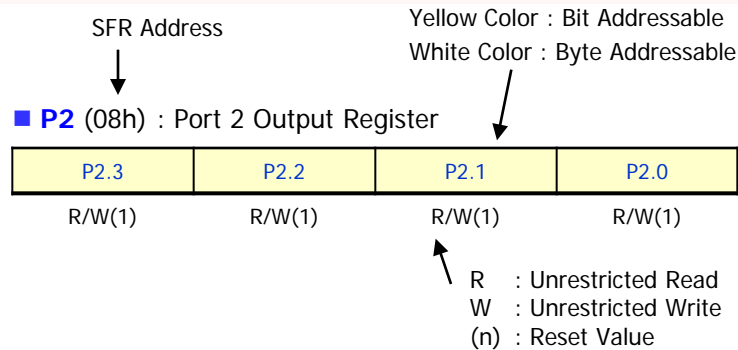 SFR Address
Yellow Color : Bit Addressable
White Color : Byte Addressable
P2 (08h) : Port 2 Output Register
P2.3 P2.2 P2.1 P2.0
R/W(1) R/W(1) R/W(1) R/W(1)
R : Unrestricted Read
W : Unrestricted Write
(n) : Reset Value